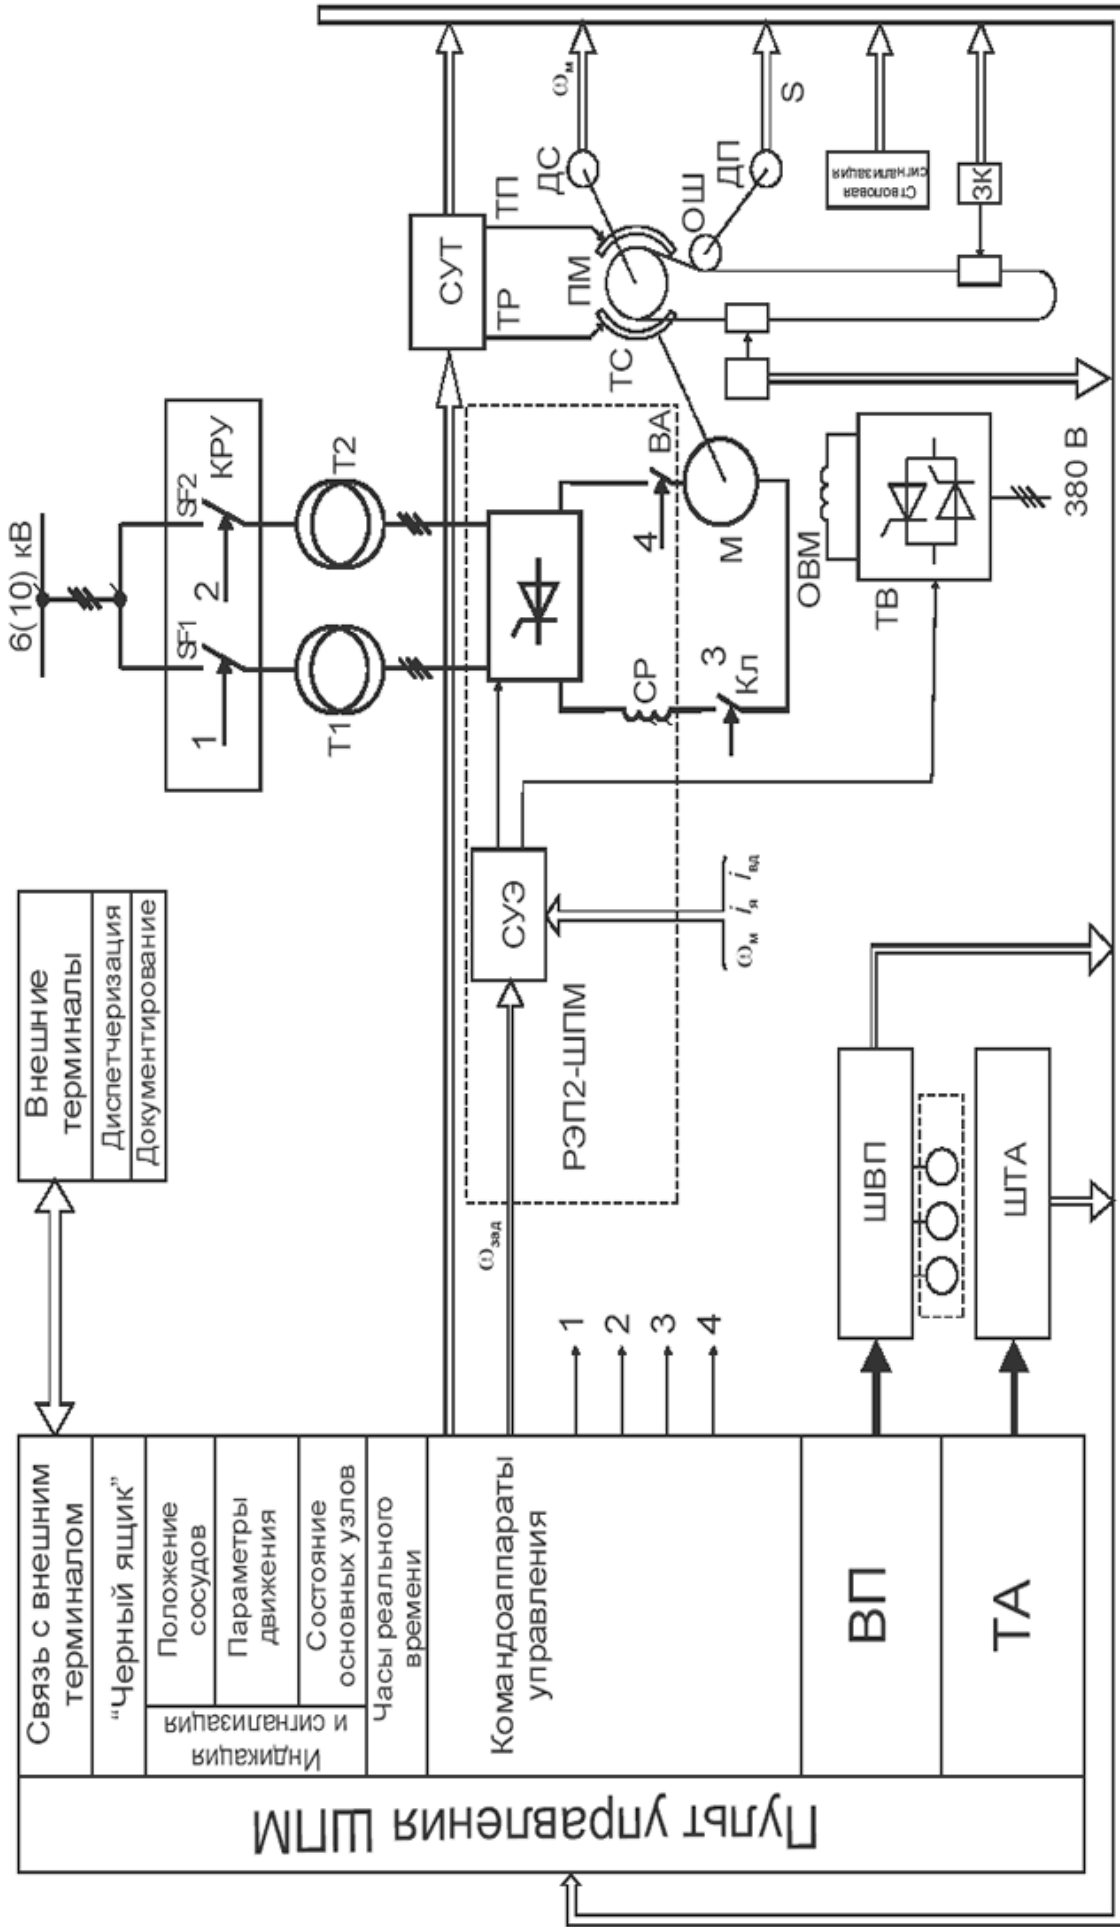 Пульт управления ШПМ
Связь с внешним
терминалом
"Черный ящик"
Индикация
и сигнализация
Положение
сосудов
Параметры
движения
Состояние
основных узлов
Часы реального
времени
Командоаппараты
управления
ВП
ТА
Внешние
терминалы
Диспетчеризация
Документирование
ωзад
1
2
3
4
РЭП2-ШПМ
СУЭ
ωм iя iвд
ШВП
ШТА
6(10) кВ
SF1
SF2
1
2
КРУ
Т1
Т2
СР
3
Кл
4
ВА
М
ОВМ
ТВ
380 В
СУТ
ТР
ТП
ТС
ПМ
ДС
ωм
ОШ
ДП
S
Стволовая
сигнализация
ЗК